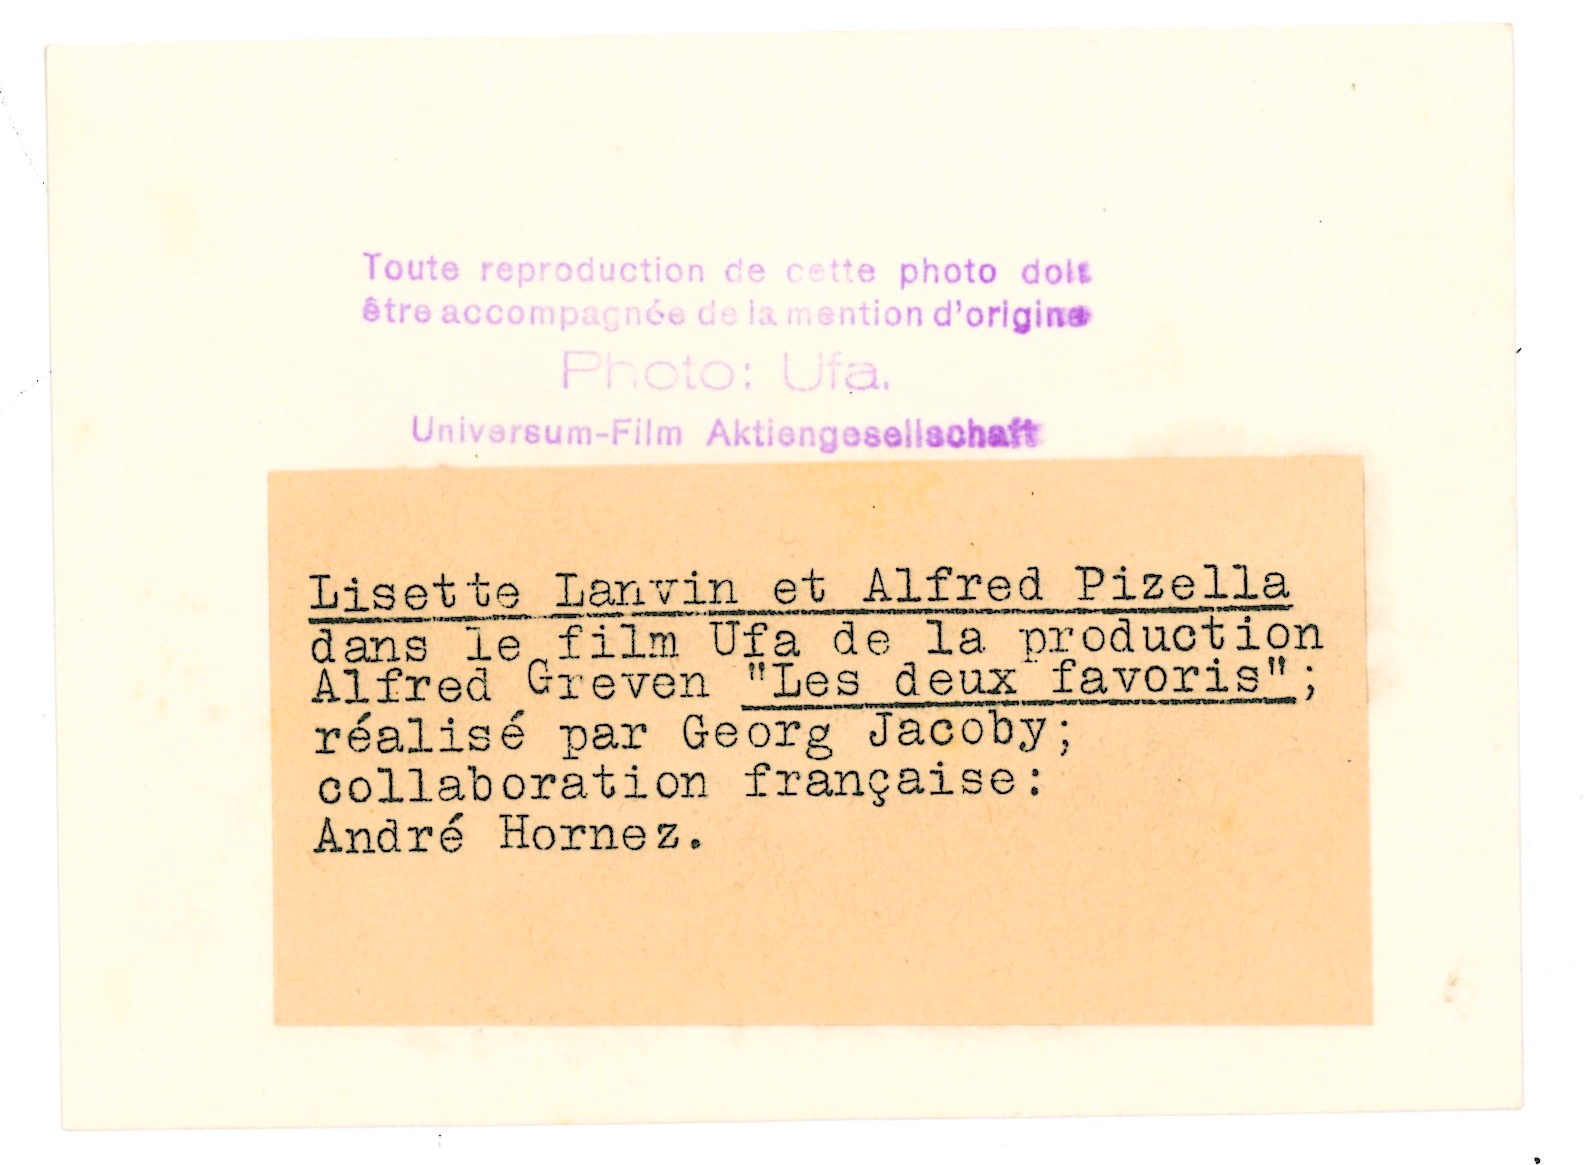 Toute reproduction de cette photo doit
être accompagnée de la mention d'origine
Photo: Ufa.
Universum-Film Aktiengesellschaft
Lisette Lanvin et Alfred Pizella
dans le film Ufa de la production
Alfred Greven "Les deux favoris";
réalisé par Georg Jacoby;
collaboration française:
André Hornez.